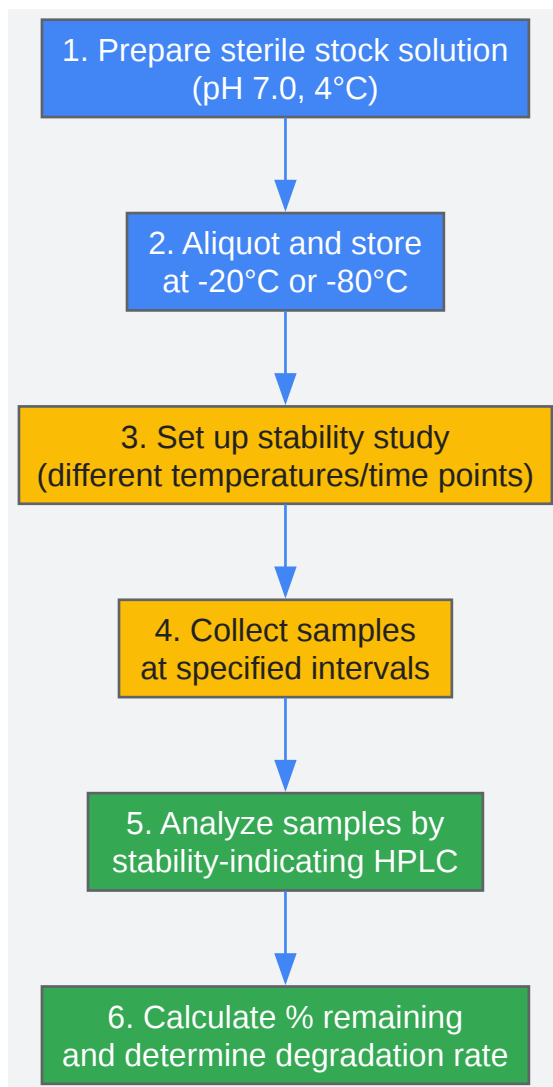 1. Prepare sterile stock solution
(pH 7.0, 4°C)
2. Aliquot and store
at -20°C or -80°C
3. Set up stability study
(different temperatures/time points)
4. Collect samples
at specified intervals
5. Analyze samples by
stability-indicating HPLC
6. Calculate % remaining
and determine degradation rate